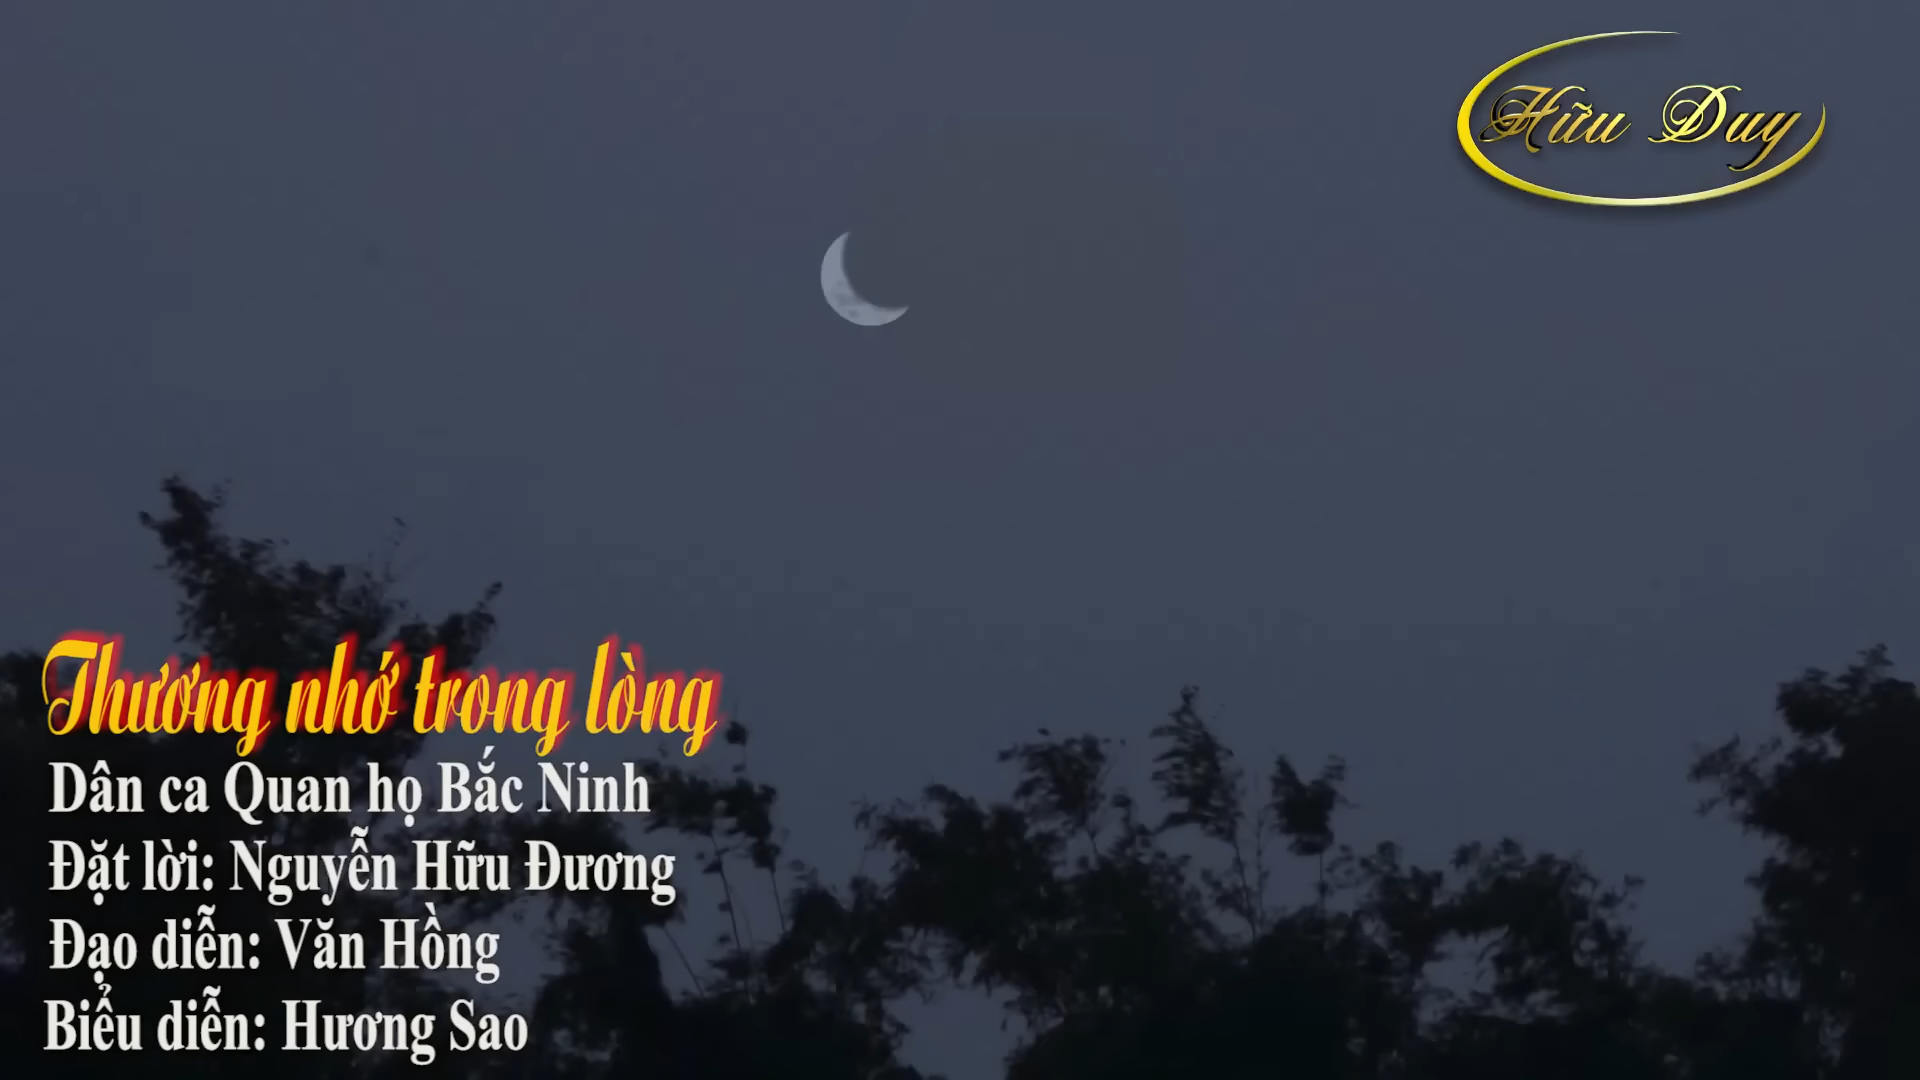 Hữu Duy
Thương nhớ trong lòng
Dân ca Quan họ Bắc Ninh
Đặt lời: Nguyễn Hữu Đương
Đạo diễn: Văn Hồng
Biểu diễn: Hương Sao